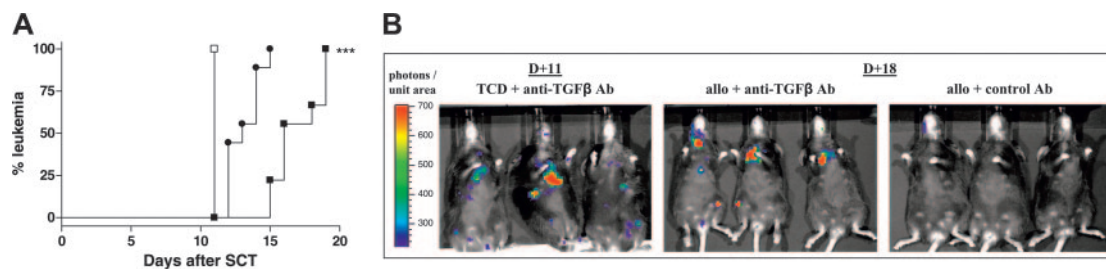 A
100
75
50
25
0
% leukemia
***
0
5
10
15
20
Days after SCT
B
photons /
unit area
700
600
500
400
300
D+11
TCD + anti-TGFβ Ab
D+18
allo + anti-TGFβ Ab
allo + control Ab